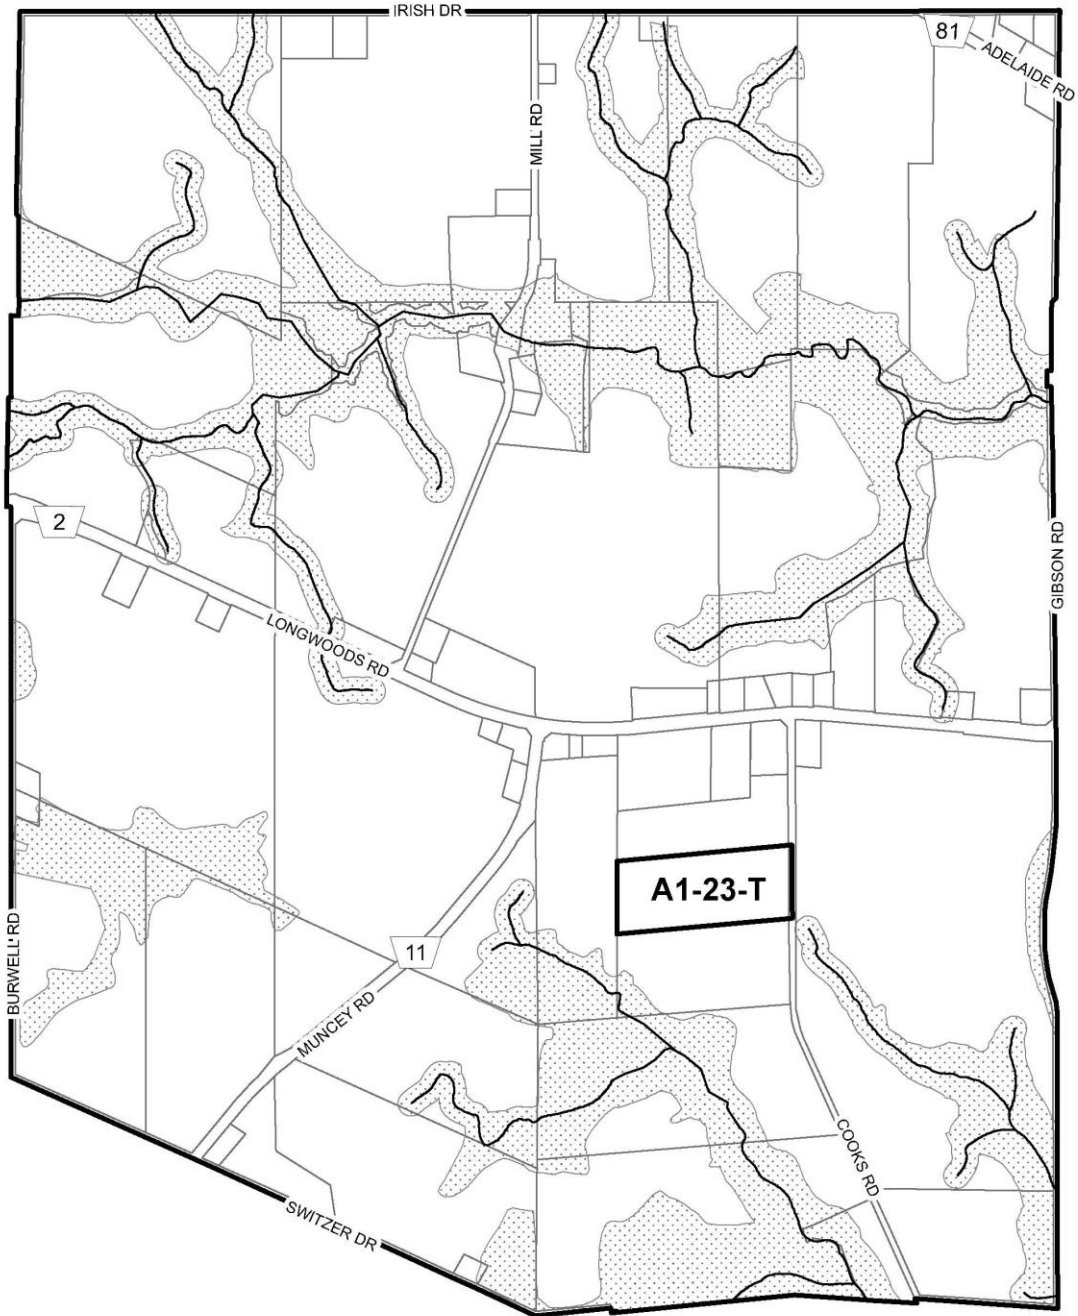 IRISH DR
81
ADELAIDE RD
MILL RD
2
GIBSON RD
LONGWOODS RD
A1-23-T
BURWELL RD
11
MUNCEY RD
COOKS RD
SWITZER DR